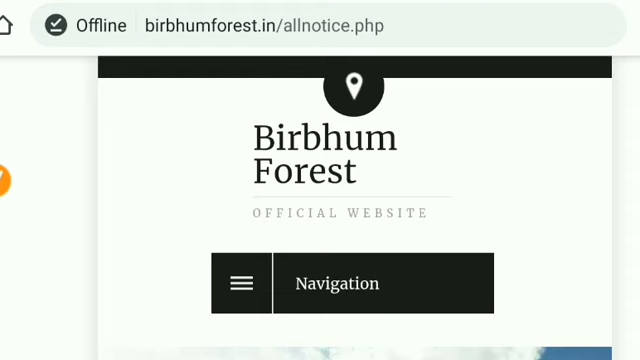 Offline birbhumforest.in/allnotice.php
Birbhum
Forest
OFFICIAL WEBSITE
Navigation